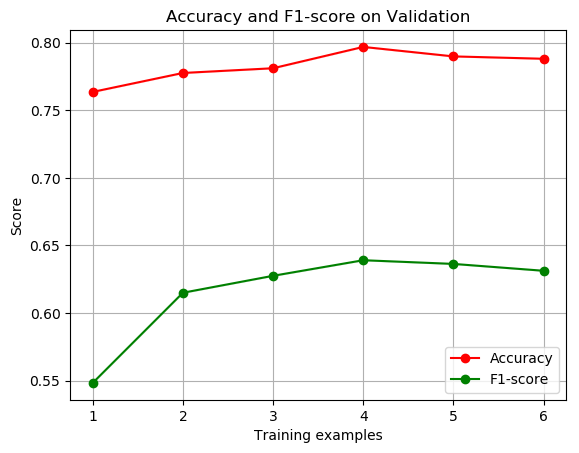 Accuracy and F1-score on Validation
0.80
0.75
0.70
0.65
0.60
0.55
Score
1 2 3 4 5 6
Training examples
Accuracy
F1-score